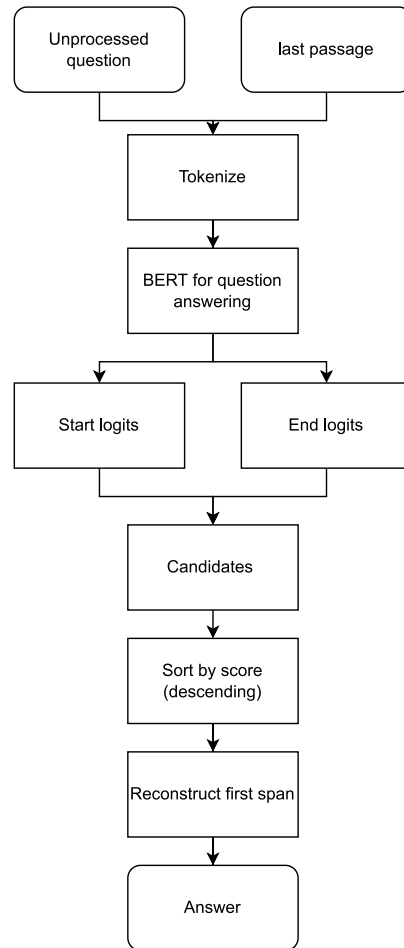 Unprocessed
question
last passage
Tokenize
BERT for question
answering
Start logits
End logits
Candidates
Sort by score
(descending)
Reconstruct first span
Answer